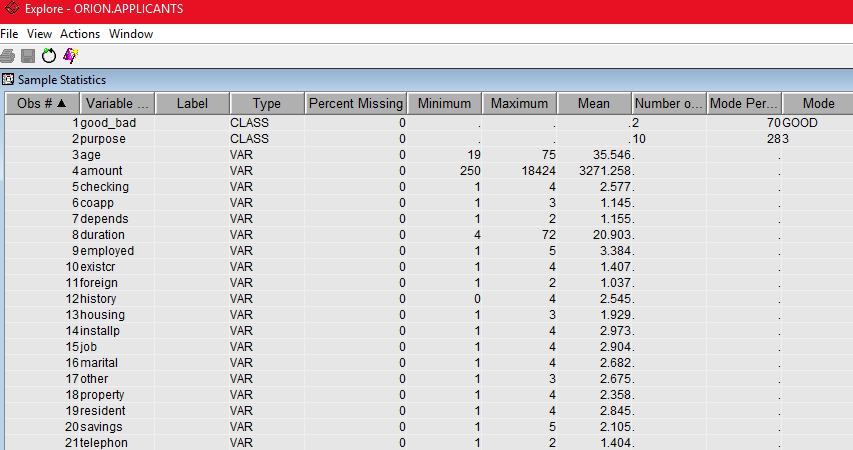 Explore - ORION.APPLICANTS
File View Actions Window
Sample Statistics
Obs # ▲ Variable ... Label Type Percent Missing Minimum Maximum Mean Number o... Mode Per... Mode
1 good_bad CLASS 0 . . . 2 70 GOOD
2 purpose CLASS 0 . . . 10 28 3
3 age VAR 0 19 75 35.546 . .
4 amount VAR 0 250 18424 3271.258 . .
5 checking VAR 0 1 4 2.577 . .
6 coapp VAR 0 1 3 1.145 . .
7 depends VAR 0 1 2 1.155 . .
8 duration VAR 0 4 72 20.903 . .
9 employed VAR 0 1 5 3.384 . .
10 existcr VAR 0 1 4 1.407 . .
11 foreign VAR 0 1 2 1.037 . .
12 history VAR 0 0 4 2.545 . .
13 housing VAR 0 1 3 1.929 . .
14 installp VAR 0 1 4 2.973 . .
15 job VAR 0 1 4 2.904 . .
16 marital VAR 0 1 4 2.682 . .
17 other VAR 0 1 3 2.675 . .
18 property VAR 0 1 4 2.358 . .
19 resident VAR 0 1 4 2.845 . .
20 savings VAR 0 1 5 2.105 . .
21 telephon VAR 0 1 2 1.404 . .